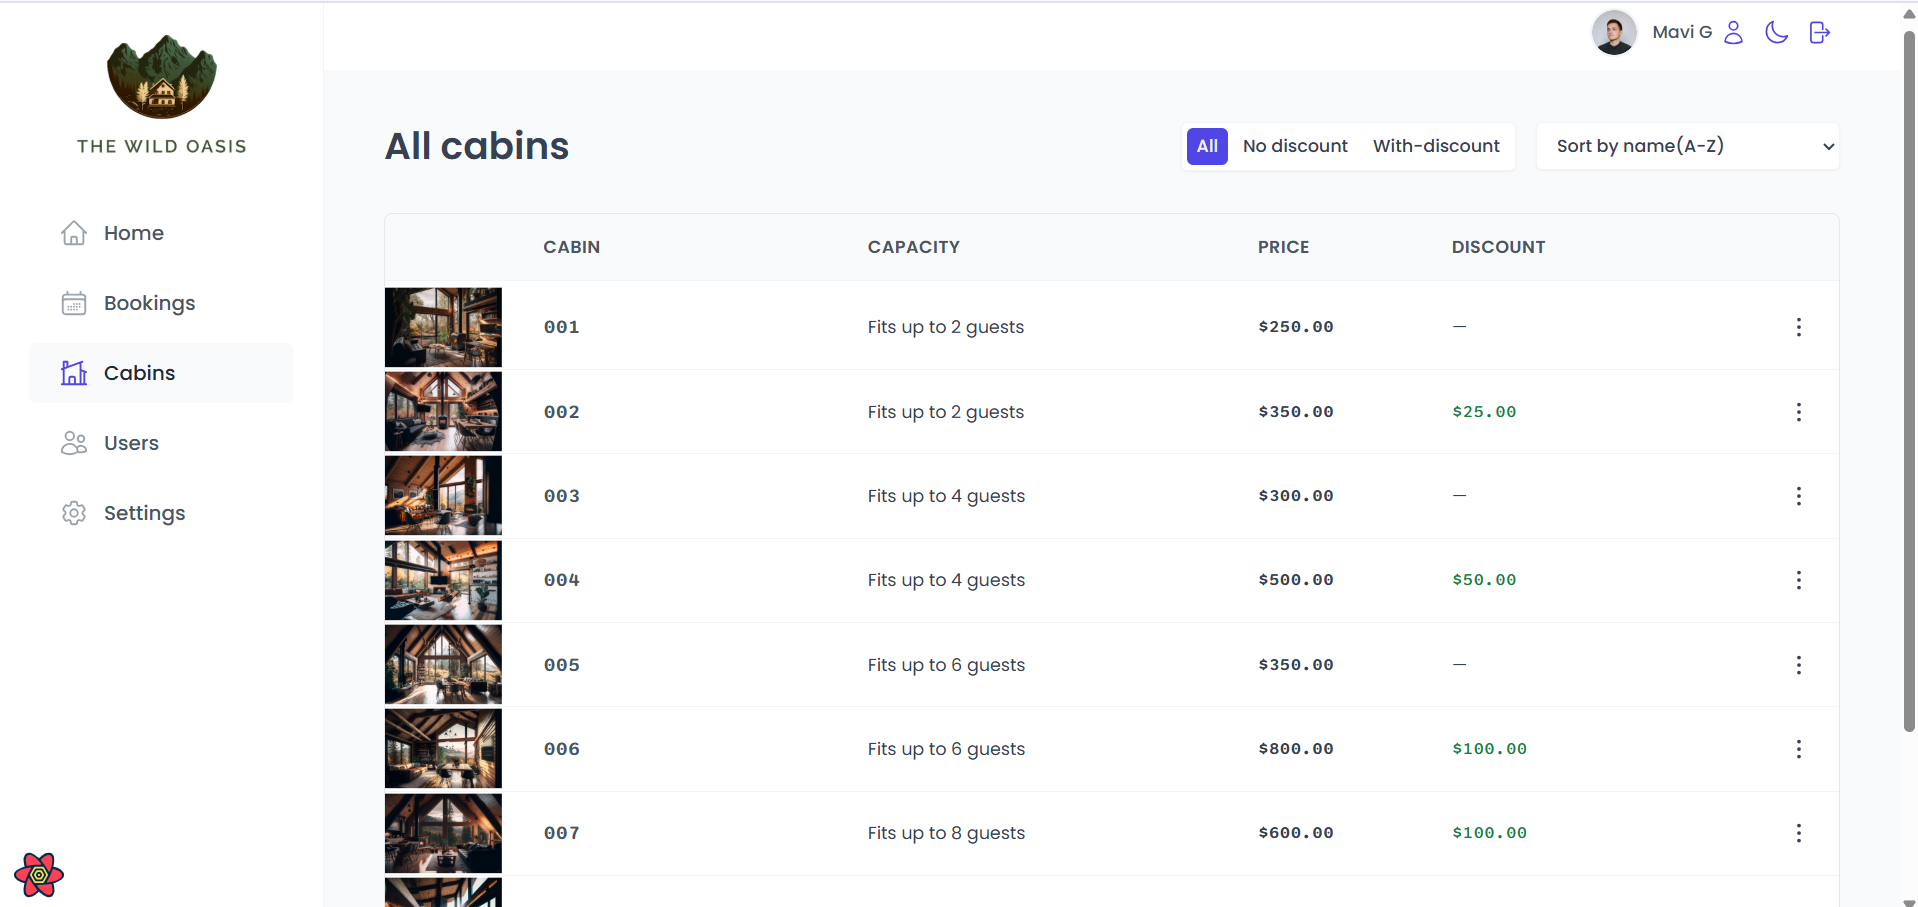 THE WILD OASIS
Home
Bookings
Cabins
Users
Settings
Mavi G
All cabins
All No discount With-discount
Sort by name(A-Z)
CABIN CAPACITY PRICE DISCOUNT
001 Fits up to 2 guests $250.00 —
002 Fits up to 2 guests $350.00 $25.00
003 Fits up to 4 guests $300.00 —
004 Fits up to 4 guests $500.00 $50.00
005 Fits up to 6 guests $350.00 —
006 Fits up to 6 guests $800.00 $100.00
007 Fits up to 8 guests $600.00 $100.00